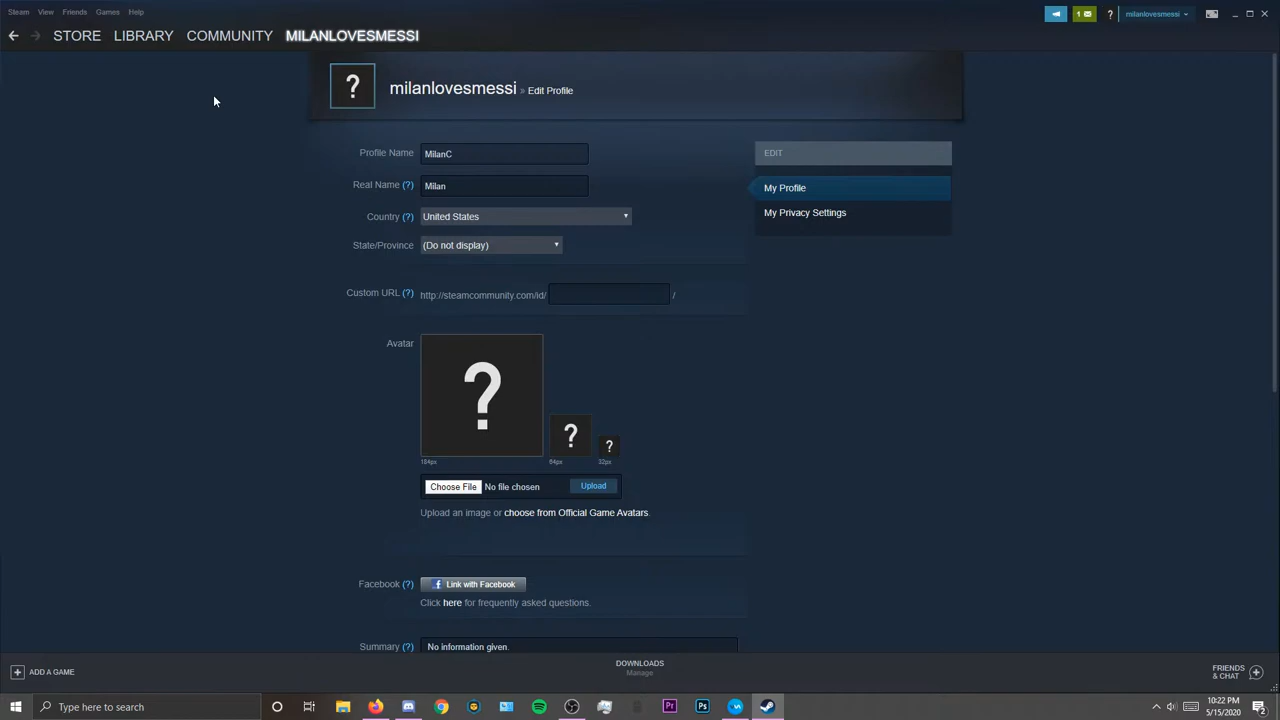 Steam View Friends Games Help
1 ? milanlovesmessi
STORE LIBRARY COMMUNITY MILANLOVESMESSI
? milanlovesmessi » Edit Profile
Profile Name MilanC
EDIT
Real Name (?) Milan
My Profile
Country (?) United States
My Privacy Settings
State/Province (Do not display)
Custom URL (?) http://steamcommunity.com/id/ /
Avatar
? ? ?
184px 64px 32px
Choose File No file chosen Upload
Upload an image or choose from Official Game Avatars.
Facebook (?) f Link with Facebook
Click here for frequently asked questions.
Summary (?) No information given.
+ ADD A GAME
DOWNLOADS
Manage
FRIENDS
& CHAT +
Type here to search
Pr Ps
10:22 PM
5/15/2020
2